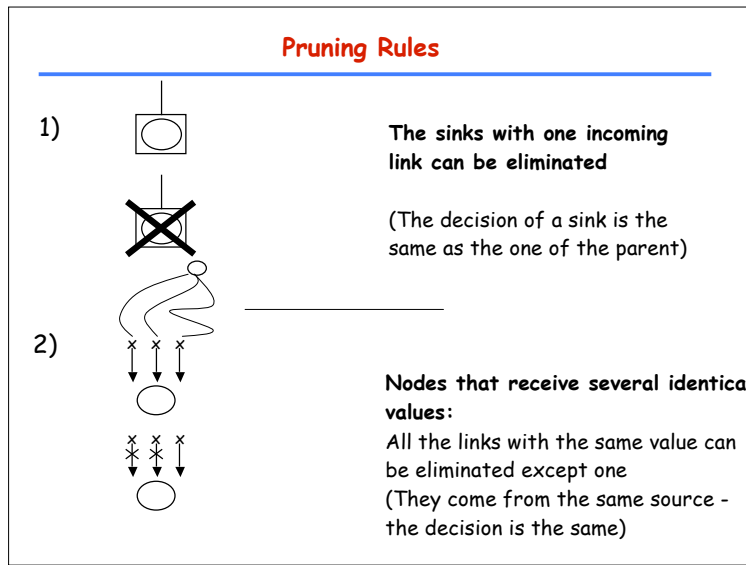 Pruning Rules
1)
The sinks with one incoming
link can be eliminated
(The decision of a sink is the
same as the one of the parent)
2)
x x x
Nodes that receive several identica
values:
x x x
All the links with the same value can
be eliminated except one
(They come from the same source -
the decision is the same)